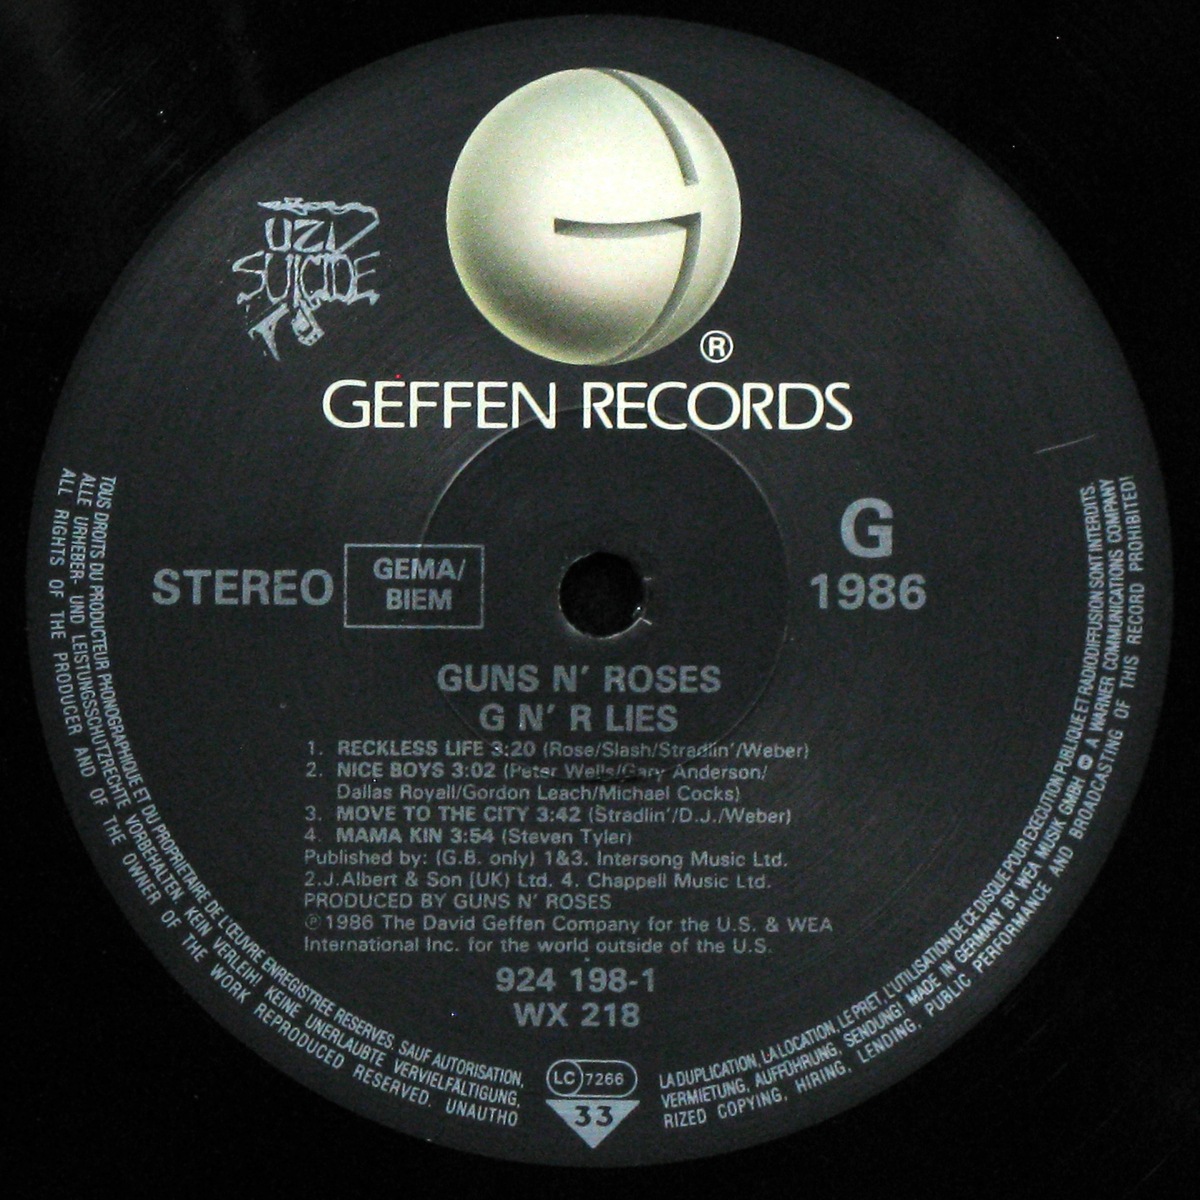 UZI
SUICIDE
®
GEFFEN RECORDS
STEREO
GEMA/
BIEM
G
1986
GUNS N' ROSES
G N' R LIES
1. RECKLESS LIFE 3:20 (Rose/Slash/Stradlin'/Weber)
2. NICE BOYS 3:02 (Peter Wells/Gary Anderson/
Dallas Royall/Gordon Leach/Michael Cocks)
3. MOVE TO THE CITY 3:42 (Stradlin'/D.J./Weber)
4. MAMA KIN 3:54 (Steven Tyler)
Published by: (G.B. only) 1&3. Intersong Music Ltd.
2.J.Albert & Son (UK) Ltd. 4. Chappell Music Ltd.
PRODUCED BY GUNS N' ROSES
℗1986 The David Geffen Company for the U.S. & WEA
International Inc. for the world outside of the U.S.
924 198-1
WX 218
LC 7266
33
TOUS DROITS DU PRODUCTEUR PHONOGRAPHIQUE ET DU PROPRIETAIRE DE L'ŒUVRE ENREGISTREE RESERVES. SAUF AUTORISATION, LA DUPLICATION, LA LOCATION, LE PRET, L'UTILISATION DE CE DISQUE POUR EXECUTION PUBLIQUE ET RADIODIFFUSION SONT INTERDITS.
ALLE URHEBER- UND LEISTUNGSSCHUTZRECHTE VORBEHALTEN. KEIN VERLEIH! KEINE UNERLAUBTE VERVIELFÄLTIGUNG, VERMIETUNG, AUFFÜHRUNG, SENDUNG! MADE IN GERMANY BY WEA MUSIK GMBH A WARNER COMMUNICATIONS COMPANY
ALL RIGHTS OF THE PRODUCER AND OF THE OWNER OF THE WORK REPRODUCED RESERVED. UNAUTHORIZED COPYING, HIRING, LENDING, PUBLIC PERFORMANCE AND BROADCASTING OF THIS RECORD PROHIBITED!